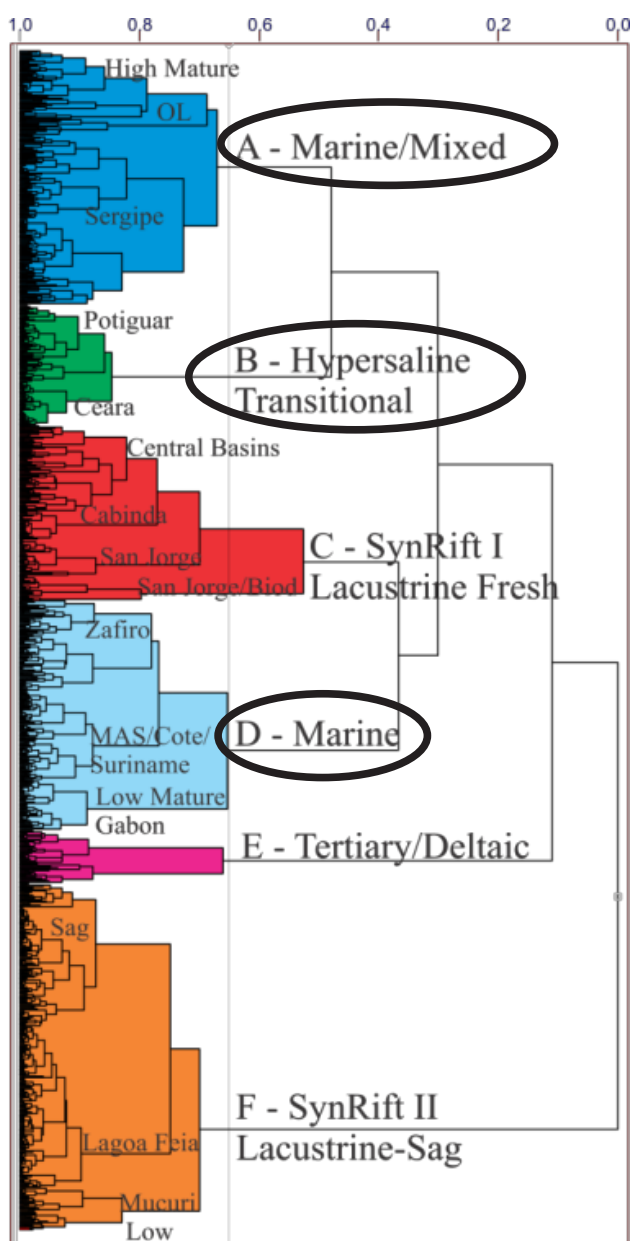 1,0 0,8 0,6 0,4 0,2 0,0
High Mature
OL
A - Marine/Mixed
Sergipe
Potiguar
B - Hypersaline
Transitional
Ceara
Central Basins
Cabinda
C - SynRift I
San Jorge
Lacustrine Fresh
San Jorge/Biod
Zafiro
MAS/Cote/
D - Marine
Suriname
Low Mature
Gabon
E - Tertiary/Deltaic
Sag
F - SynRift II
Lagoa Feia
Lacustrine-Sag
Mucuri
Low